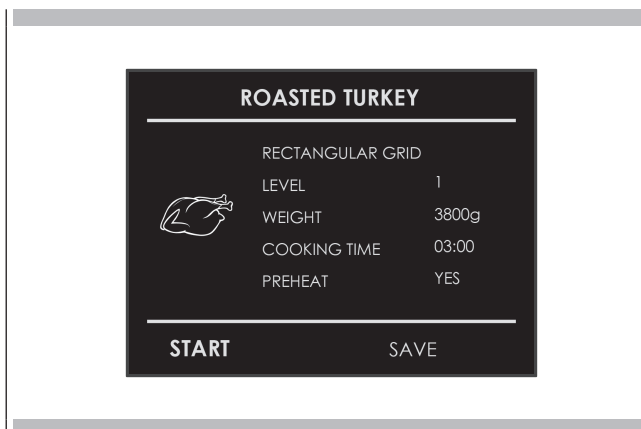 ROASTED TURKEY
RECTANGULAR GRID
LEVEL 1
WEIGHT 3800g
COOKING TIME 03:00
PREHEAT YES
START SAVE